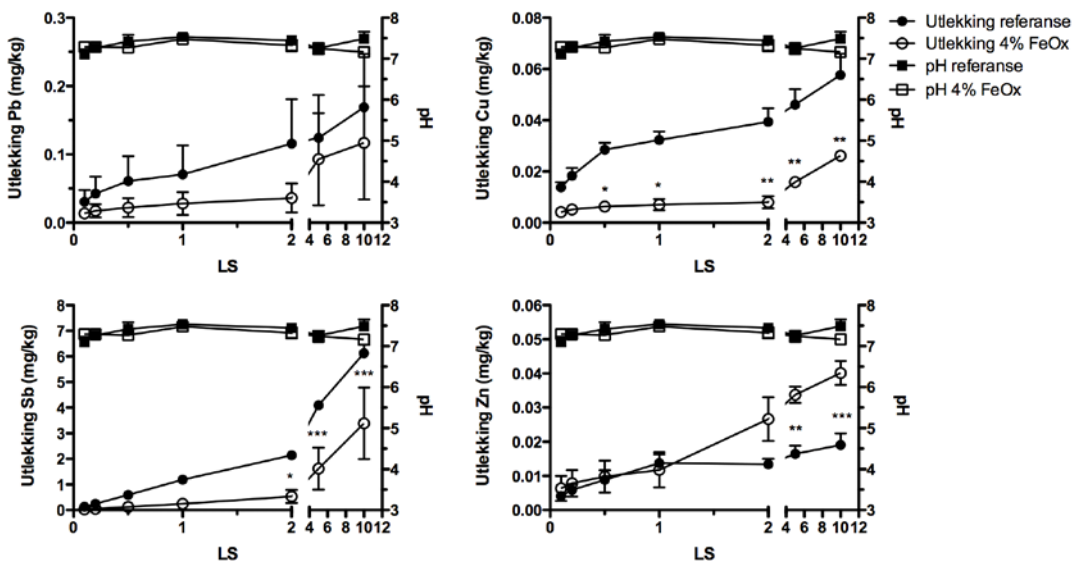 Utlekking referanse
Utlekking 4% FeOx
pH referanse
pH 4% FeOx
Utlekking Pb (mg/kg)
0.3
0.2
0.1
0.0
8
7
6
5
4
3
pH
0 1 2 4 6 8 10 12
LS
Utlekking Cu (mg/kg)
0.08
0.06
0.04
0.02
0.00
* * ** ** **
8
7
6
5
4
3
pH
0 1 2 4 6 8 10 12
LS
Utlekking Sb (mg/kg)
8
7
6
5
4
3
2
1
0
* *** ***
8
7
6
5
4
3
pH
0 1 2 4 6 8 10 12
LS
Utlekking Zn (mg/kg)
0.06
0.05
0.04
0.03
0.02
0.01
0.00
** ***
8
7
6
5
4
3
pH
0 1 2 4 6 8 10 12
LS